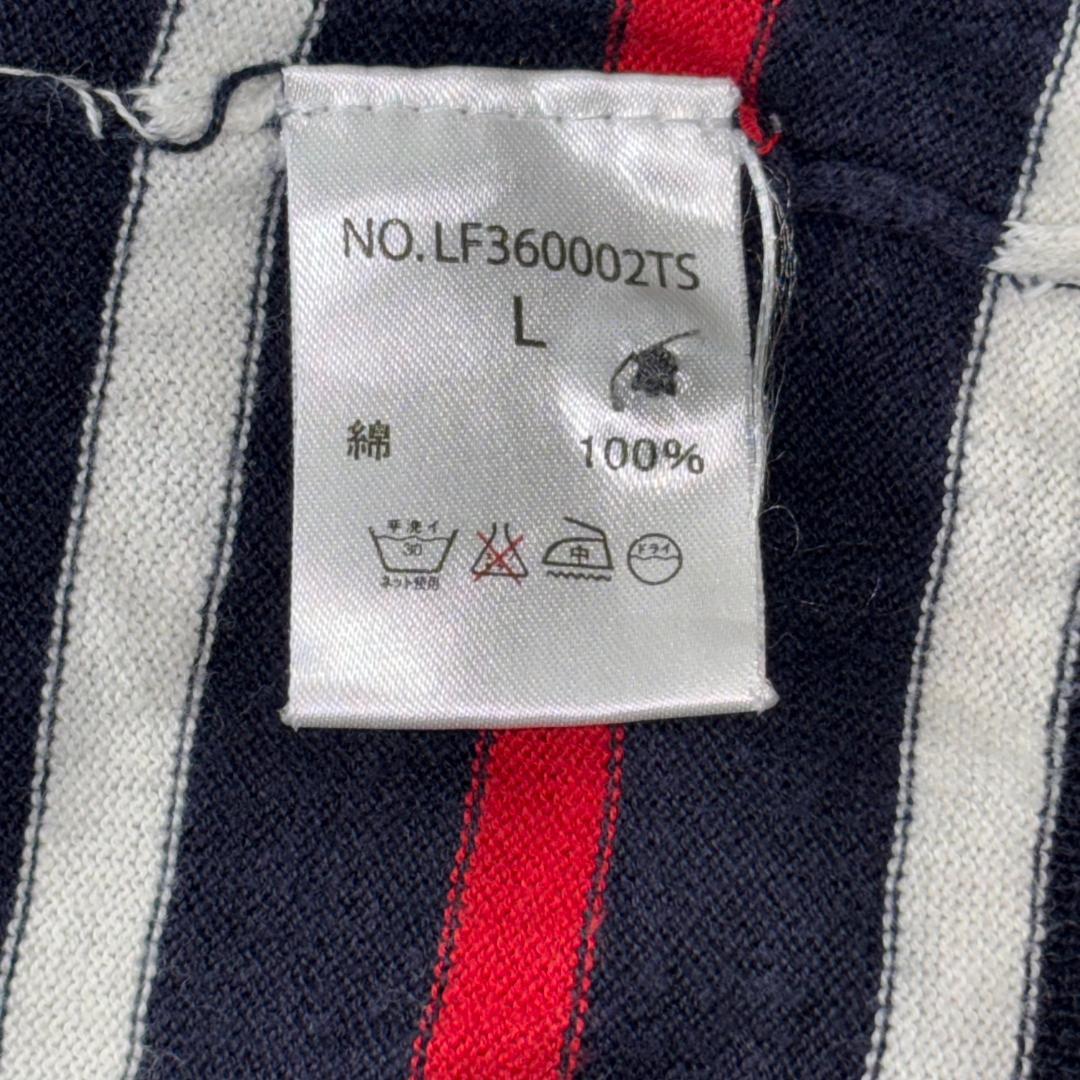 NO.LF360002TS
L
綿 100%
手洗イ
30
中
ドライ
ネット使用